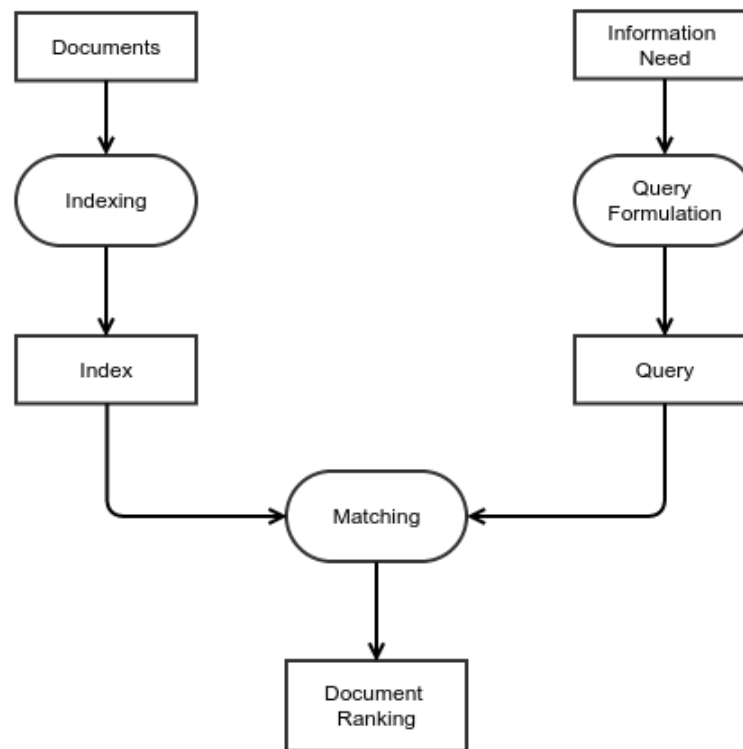 Documents
Information
Need
Indexing
Query
Formulation
Index
Query
Matching
Document
Ranking